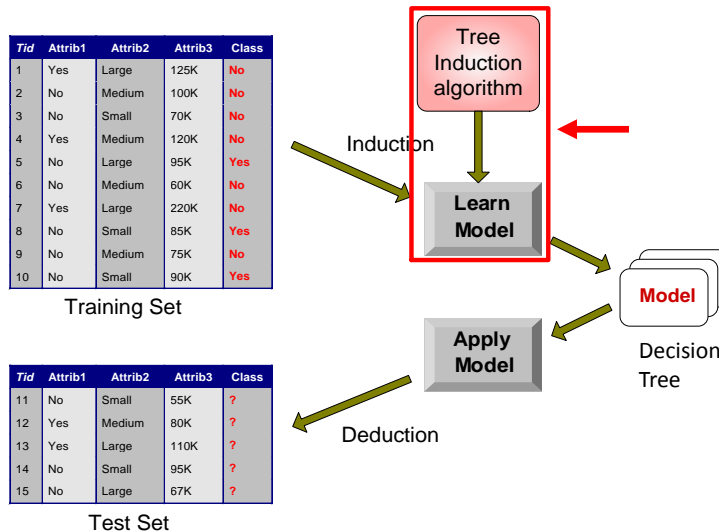 Tid Attrib1 Attrib2 Attrib3 Class
1 Yes Large 125K No
2 No Medium 100K No
3 No Small 70K No
4 Yes Medium 120K No
5 No Large 95K Yes
6 No Medium 60K No
7 Yes Large 220K No
8 No Small 85K Yes
9 No Medium 75K No
10 No Small 90K Yes
Training Set
Tree
Induction
algorithm
Induction
Learn
Model
Model
Decision
Tree
Apply
Model
Deduction
Tid Attrib1 Attrib2 Attrib3 Class
11 No Small 55K ?
12 Yes Medium 80K ?
13 Yes Large 110K ?
14 No Small 95K ?
15 No Large 67K ?
Test Set